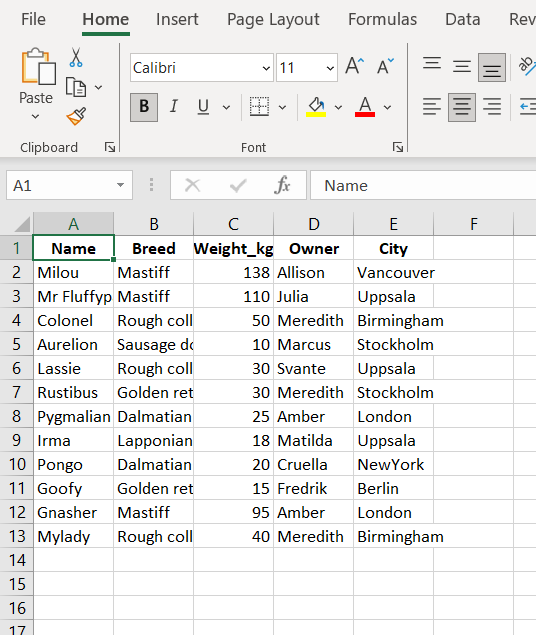 File Home Insert Page Layout Formulas Data Rev
Calibri 11 A A ab
Paste B I U A
Clipboard Font
A1 fx Name
A B C D E F
1 Name Breed Weight_kg Owner City
2 Milou Mastiff 138 Allison Vancouver
3 Mr Fluffyp Mastiff 110 Julia Uppsala
4 Colonel Rough coll 50 Meredith Birmingham
5 Aurelion Sausage do 10 Marcus Stockholm
6 Lassie Rough coll 30 Svante Uppsala
7 Rustibus Golden ret 30 Meredith Stockholm
8 Pygmalian Dalmatian 25 Amber London
9 Irma Lapponian 18 Matilda Uppsala
10 Pongo Dalmatian 20 Cruella NewYork
11 Goofy Golden ret 15 Fredrik Berlin
12 Gnasher Mastiff 95 Amber London
13 Mylady Rough coll 40 Meredith Birmingham
14
15
16
17